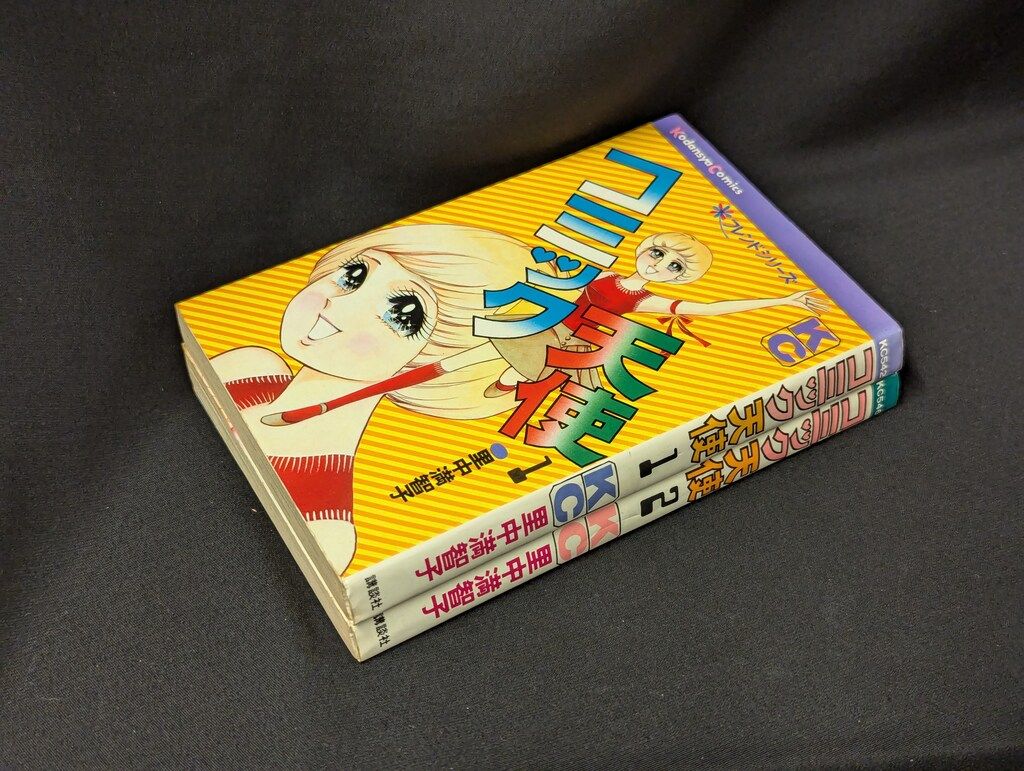 Kodansya Comics
フレンドシリーズ
KC
コミック
天使
1
里中満智子
KC542
コミック天使
1
KC
里中満智子
講談社
コミック天使
2
KC
里中満智子
講談社